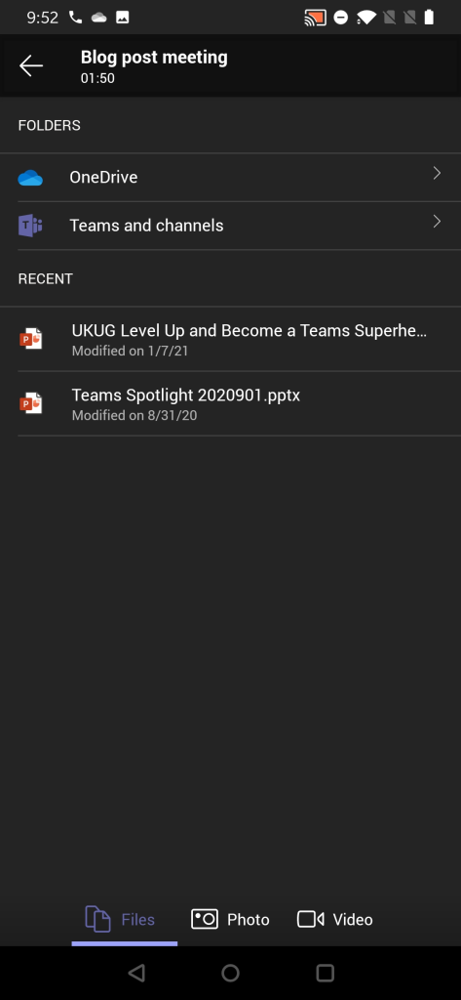 9:52
Blog post meeting
01:50
FOLDERS
OneDrive
Teams and channels
RECENT
UKUG Level Up and Become a Teams Superhe...
Modified on 1/7/21
Teams Spotlight 2020901.pptx
Modified on 8/31/20
Files Photo Video